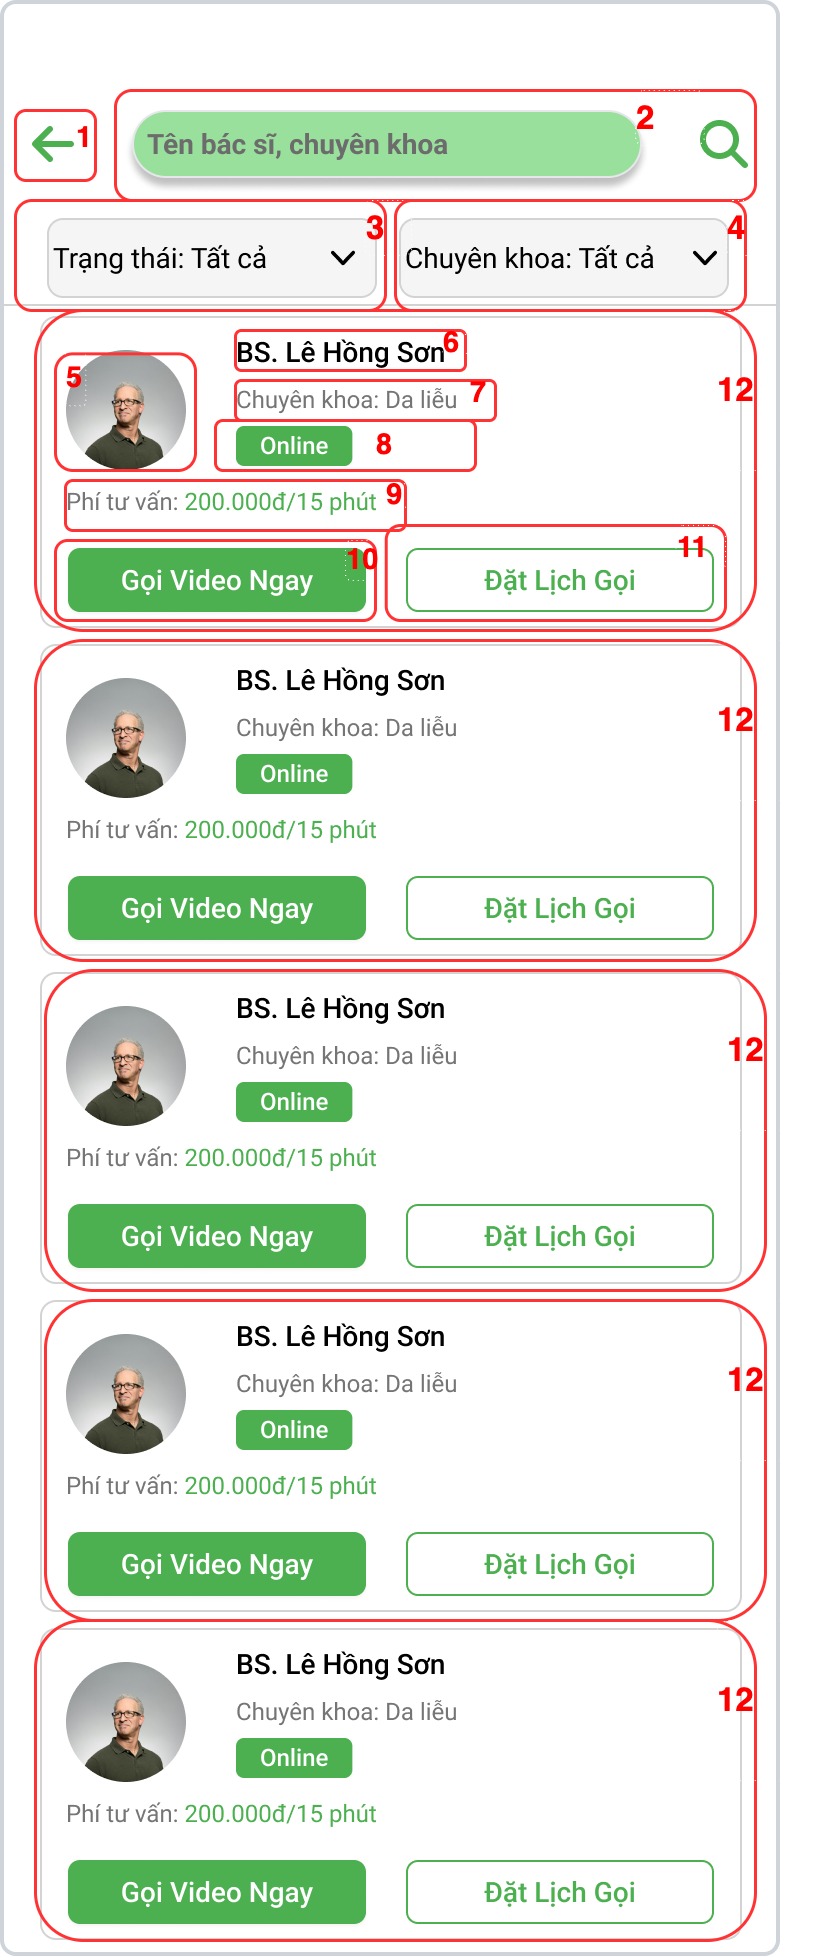 1
Tên bác sĩ, chuyên khoa
2
Trạng thái: Tất cả
3
Chuyên khoa: Tất cả
4
5
BS. Lê Hồng Sơn
6
Chuyên khoa: Da liễu
7
Online
8
12
Phí tư vấn: 200.000đ/15 phút
9
Gọi Video Ngay
10
Đặt Lịch Gọi
11
BS. Lê Hồng Sơn
12
Chuyên khoa: Da liễu
Online
Phí tư vấn: 200.000đ/15 phút
Gọi Video Ngay
Đặt Lịch Gọi
BS. Lê Hồng Sơn
12
Chuyên khoa: Da liễu
Online
Phí tư vấn: 200.000đ/15 phút
Gọi Video Ngay
Đặt Lịch Gọi
BS. Lê Hồng Sơn
12
Chuyên khoa: Da liễu
Online
Phí tư vấn: 200.000đ/15 phút
Gọi Video Ngay
Đặt Lịch Gọi
BS. Lê Hồng Sơn
12
Chuyên khoa: Da liễu
Online
Phí tư vấn: 200.000đ/15 phút
Gọi Video Ngay
Đặt Lịch Gọi